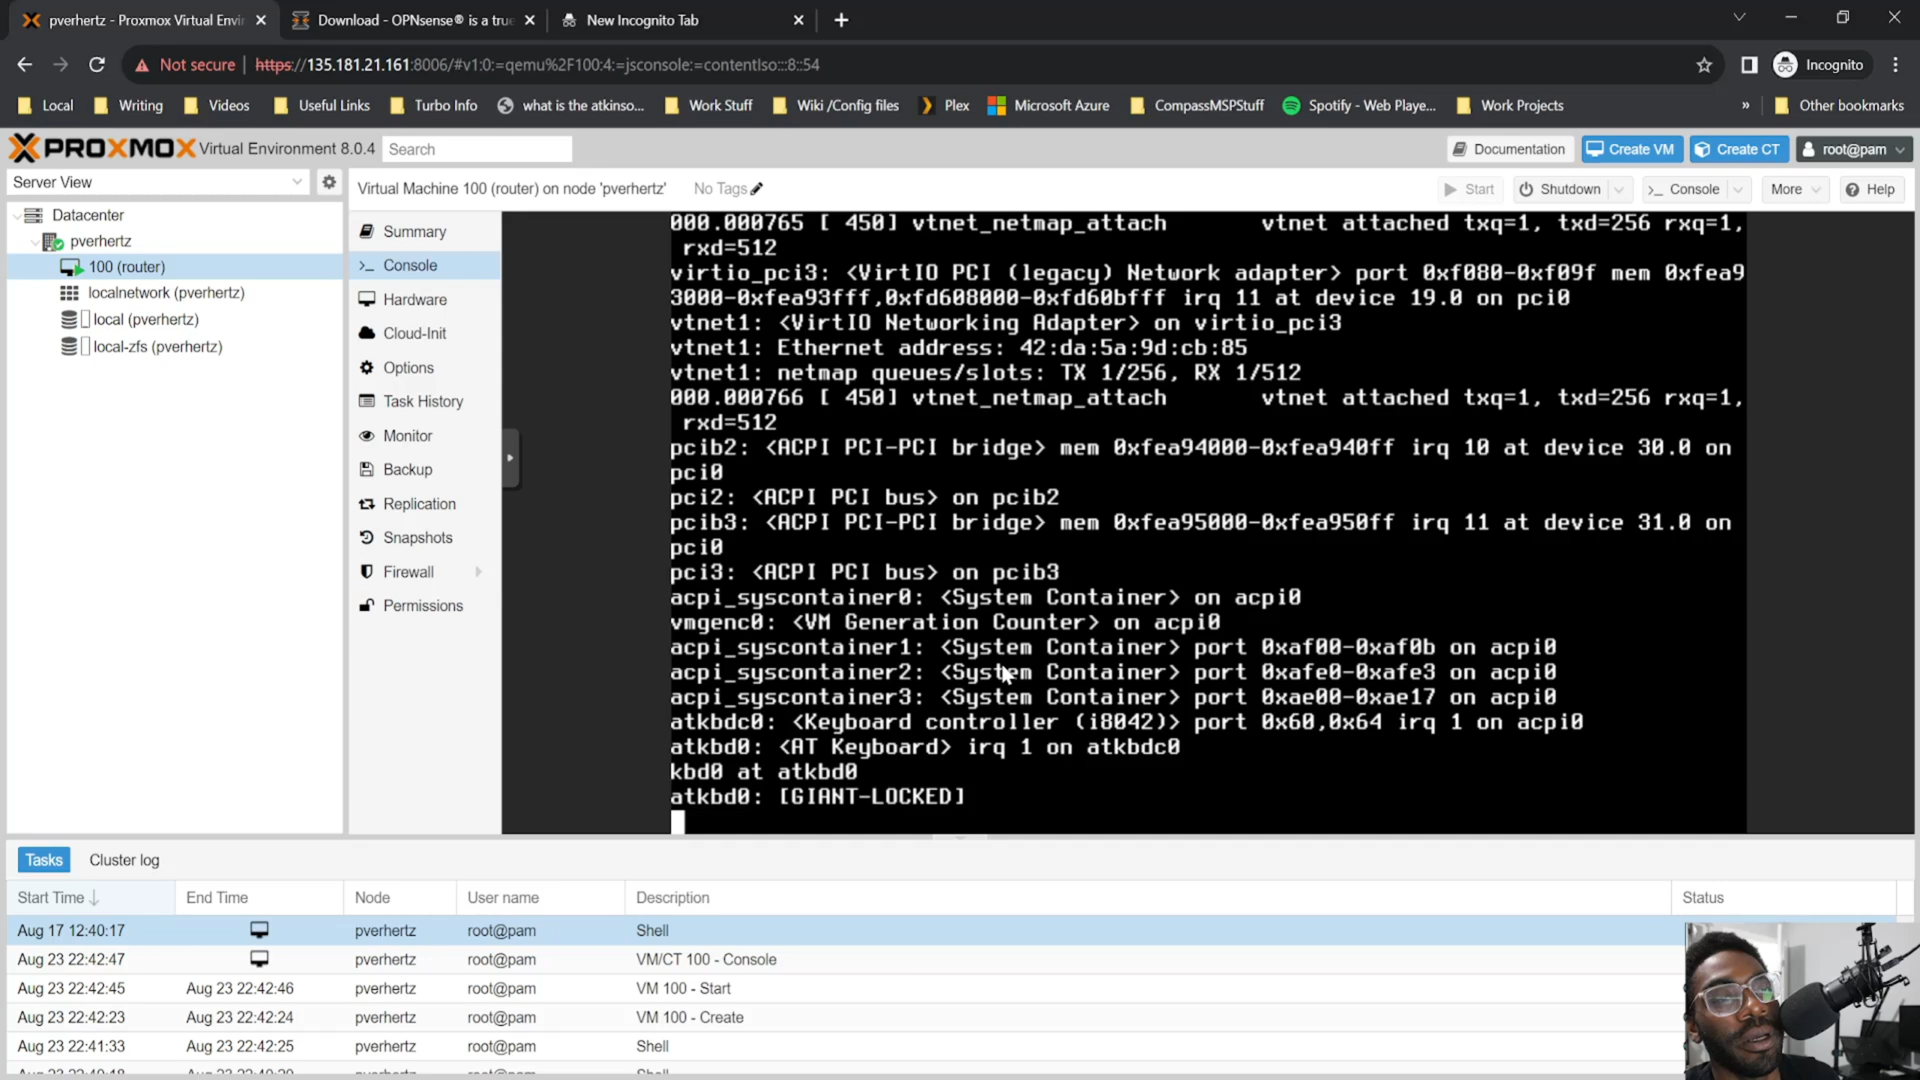 pverhertz - Proxmox Virtual Envir
Download - OPNsense® is a true
New Incognito Tab
Not secure
https://135.181.21.161:8006/#v1:0:=qemu%2F100:4:=jsconsole:=contentIso:::8::54
Incognito
Local
Writing
Videos
Useful Links
Turbo Info
what is the atkinso...
Work Stuff
Wiki /Config files
Plex
Microsoft Azure
CompassMSPStuff
Spotify - Web Playe...
Work Projects
»
Other bookmarks
PROXMOX Virtual Environment 8.0.4
Search
Documentation
Create VM
Create CT
root@pam
Server View
Virtual Machine 100 (router) on node 'pverhertz'
No Tags
Start
Shutdown
Console
More
Help
Datacenter
pverhertz
100 (router)
localnetwork (pverhertz)
local (pverhertz)
local-zfs (pverhertz)
Summary
Console
Hardware
Cloud-Init
Options
Task History
Monitor
Backup
Replication
Snapshots
Firewall
Permissions
000.000765 [ 450] vtnet_netmap_attach vtnet attached txq=1, txd=256 rxq=1,
rxd=512
virtio_pci3: <VirtIO PCI (legacy) Network adapter> port 0xf080-0xf09f mem 0xfea9
3000-0xfea93fff,0xfd608000-0xfd60bfff irq 11 at device 19.0 on pci0
vtnet1: <VirtIO Networking Adapter> on virtio_pci3
vtnet1: Ethernet address: 42:da:5a:9d:cb:85
vtnet1: netmap queues/slots: TX 1/256, RX 1/512
000.000766 [ 450] vtnet_netmap_attach vtnet attached txq=1, txd=256 rxq=1,
rxd=512
pcib2: <ACPI PCI-PCI bridge> mem 0xfea94000-0xfea940ff irq 10 at device 30.0 on
pci0
pci2: <ACPI PCI bus> on pcib2
pcib3: <ACPI PCI-PCI bridge> mem 0xfea95000-0xfea950ff irq 11 at device 31.0 on
pci0
pci3: <ACPI PCI bus> on pcib3
acpi_syscontainer0: <System Container> on acpi0
vmgenc0: <VM Generation Counter> on acpi0
acpi_syscontainer1: <System Container> port 0xaf00-0xaf0b on acpi0
acpi_syscontainer2: <System Container> port 0xafe0-0xafe3 on acpi0
acpi_syscontainer3: <System Container> port 0xae00-0xae17 on acpi0
atkbdc0: <Keyboard controller (i8042)> port 0x60,0x64 irq 1 on acpi0
atkbd0: <AT Keyboard> irq 1 on atkbdc0
kbd0 at atkbd0
atkbd0: [GIANT-LOCKED]
Tasks
Cluster log
Start Time
End Time
Node
User name
Description
Status
Aug 17 12:40:17 pverhertz root@pam Shell
Aug 23 22:42:47 pverhertz root@pam VM/CT 100 - Console
Aug 23 22:42:45 Aug 23 22:42:46 pverhertz root@pam VM 100 - Start
Aug 23 22:42:23 Aug 23 22:42:24 pverhertz root@pam VM 100 - Create
Aug 23 22:41:33 Aug 23 22:42:25 pverhertz root@pam Shell